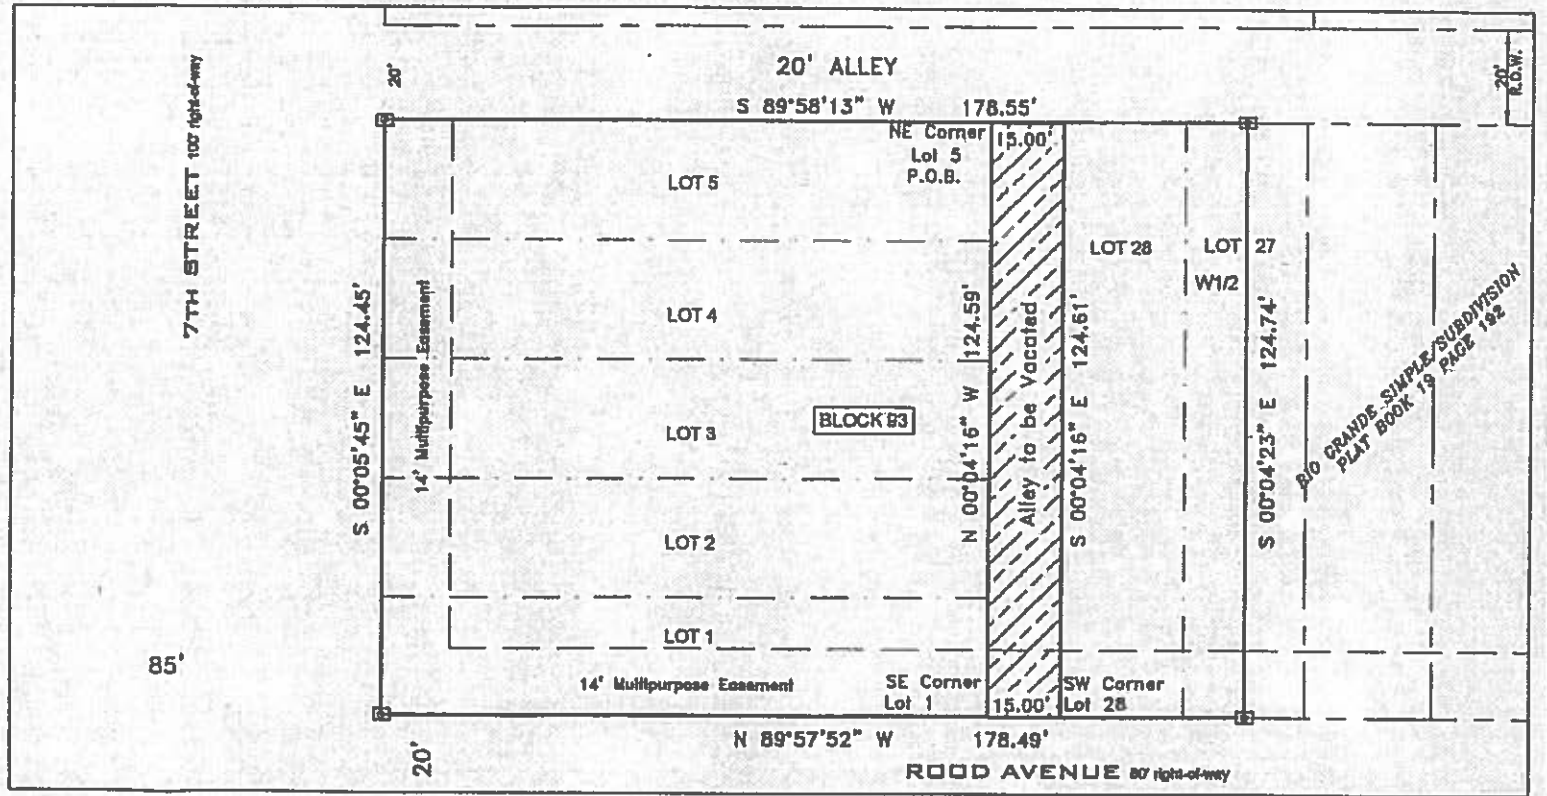 20' ALLEY
20'
20'
R.O.W.
7TH STREET 100' right-of-way
S 89°58'13" W 178.55'
NE Corner
Lot 5
P.O.B.
15.00'
LOT 5
LOT 28
LOT 27
W1/2
LOT 4
S 00°05'45" E 124.45'
14' Multipurpose Easement
N 00°04'16" W 124.59'
Alley to be Vacated
S 00°04'16" E 124.61'
S 00°04'23" E 124.74'
RIO GRANDE SIMPLE SUBDIVISION
PLAT BOOK 19 PAGE 192
BLOCK 93
LOT 3
LOT 2
LOT 1
85'
14' Multipurpose Easement
SE Corner
Lot 1
15.00'
SW Corner
Lot 28
20'
N 89°57'52" W 178.49'
ROOD AVENUE 80' right-of-way